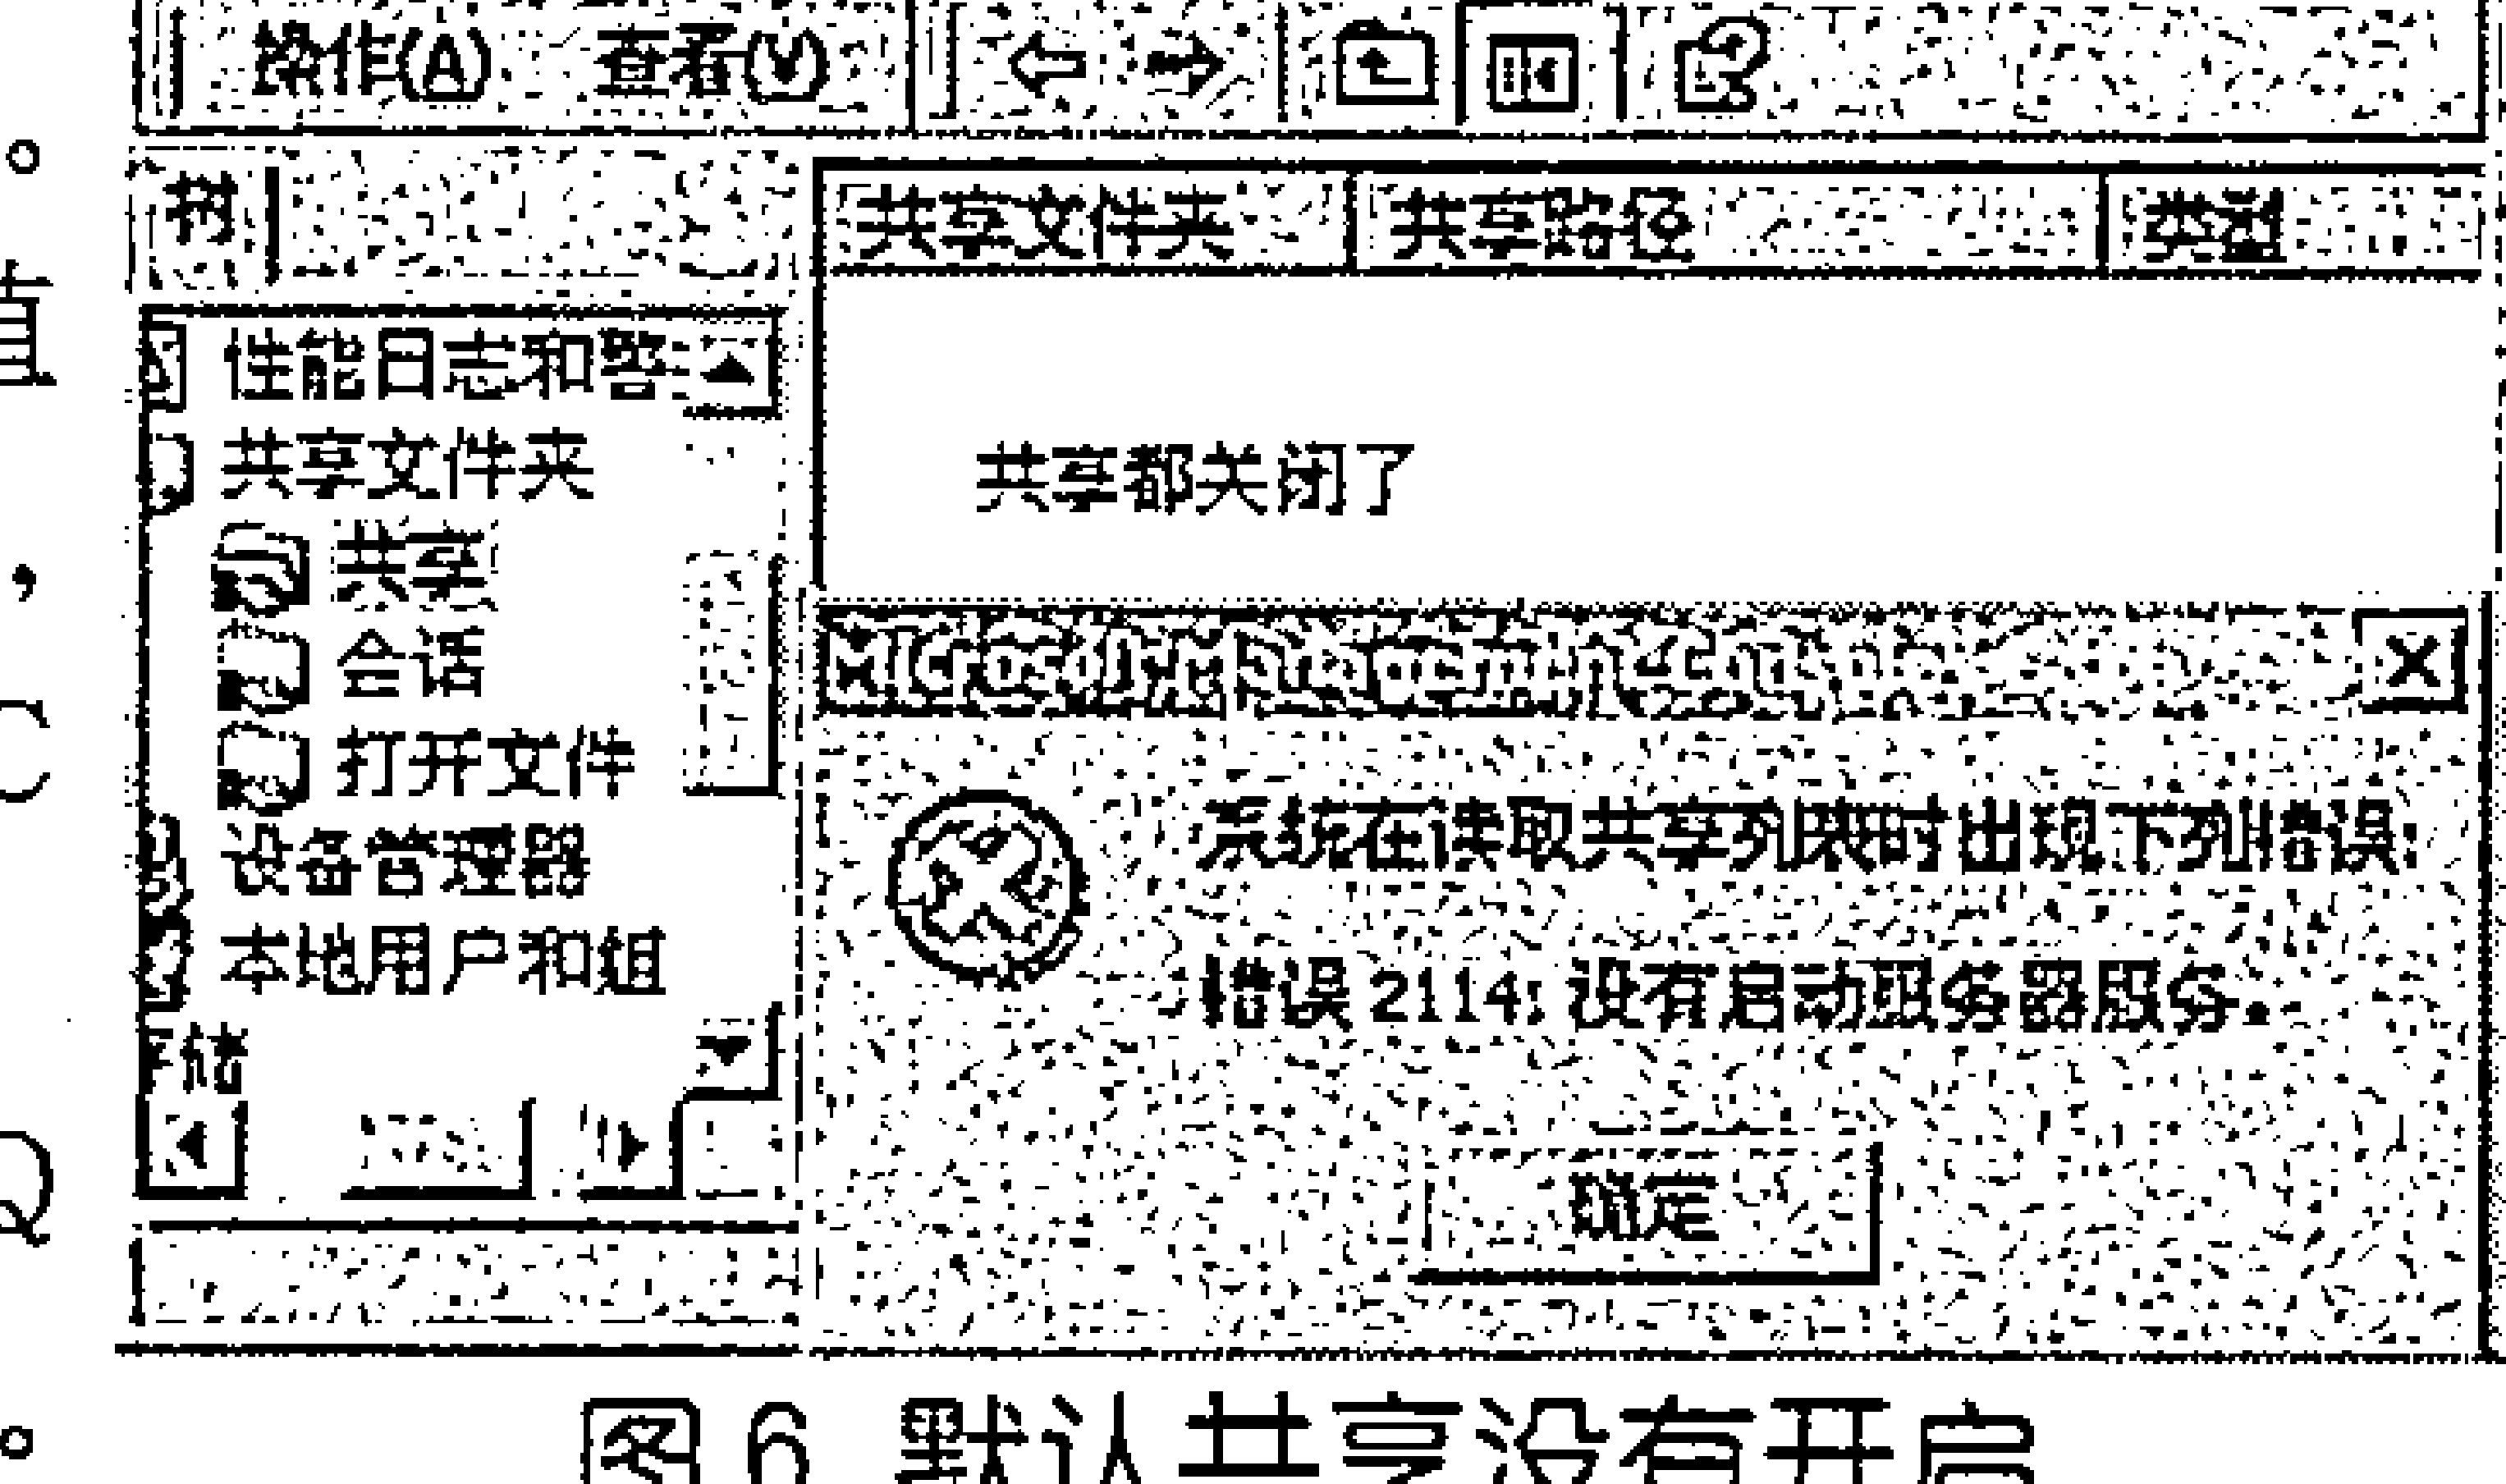 操作(A) 查看(V)
树
共享文件夹 共享路径 类型
性能日志和警
共享文件夹
共享
会话
打开文件
设备管理器
本地用户和组
存储
共享都关闭了
系统在读取共享列表时出现下列错误:
错误 2114: 没有启动服务器服务。
确定
图 6 默认共享没有开启